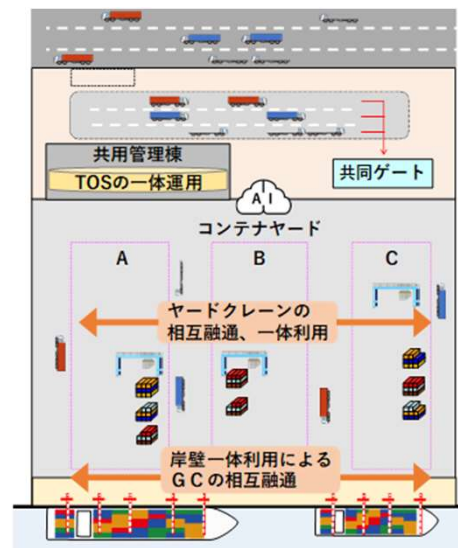 共用管理棟
TOSの一体運用
共同ゲート
AI
コンテナヤード
A
B
C
ヤードクレーンの
相互融通、一体利用
岸壁一体利用による
GCの相互融通